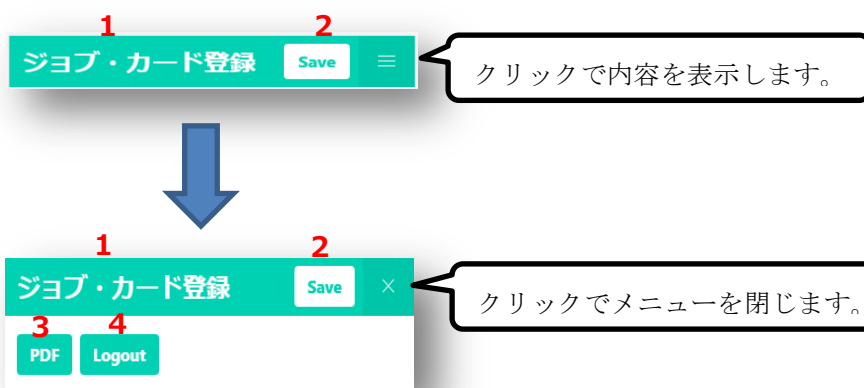 1 2
ジョブ・カード登録 Save
クリックで内容を表示します。
1 2
ジョブ・カード登録 Save
クリックでメニューを閉じます。
3 4
PDF Logout